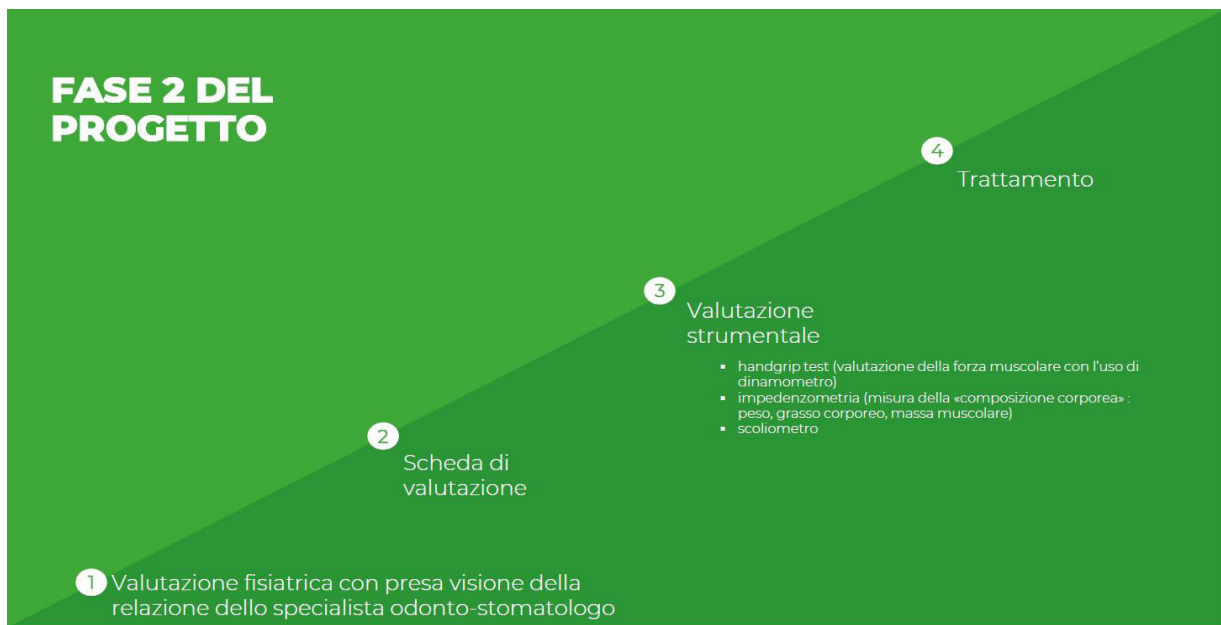 FASE 2 DEL
PROGETTO
4
Trattamento
3
Valutazione
strumentale
▪ handgrip test (valutazione della forza muscolare con l'uso di
dinamometro)
▪ impedenzometria (misura della «composizione corporea» :
peso, grasso corporeo, massa muscolare)
▪ scoliometro
2
Scheda di
valutazione
1 Valutazione fisiatrica con presa visione della
relazione dello specialista odonto-stomatologo